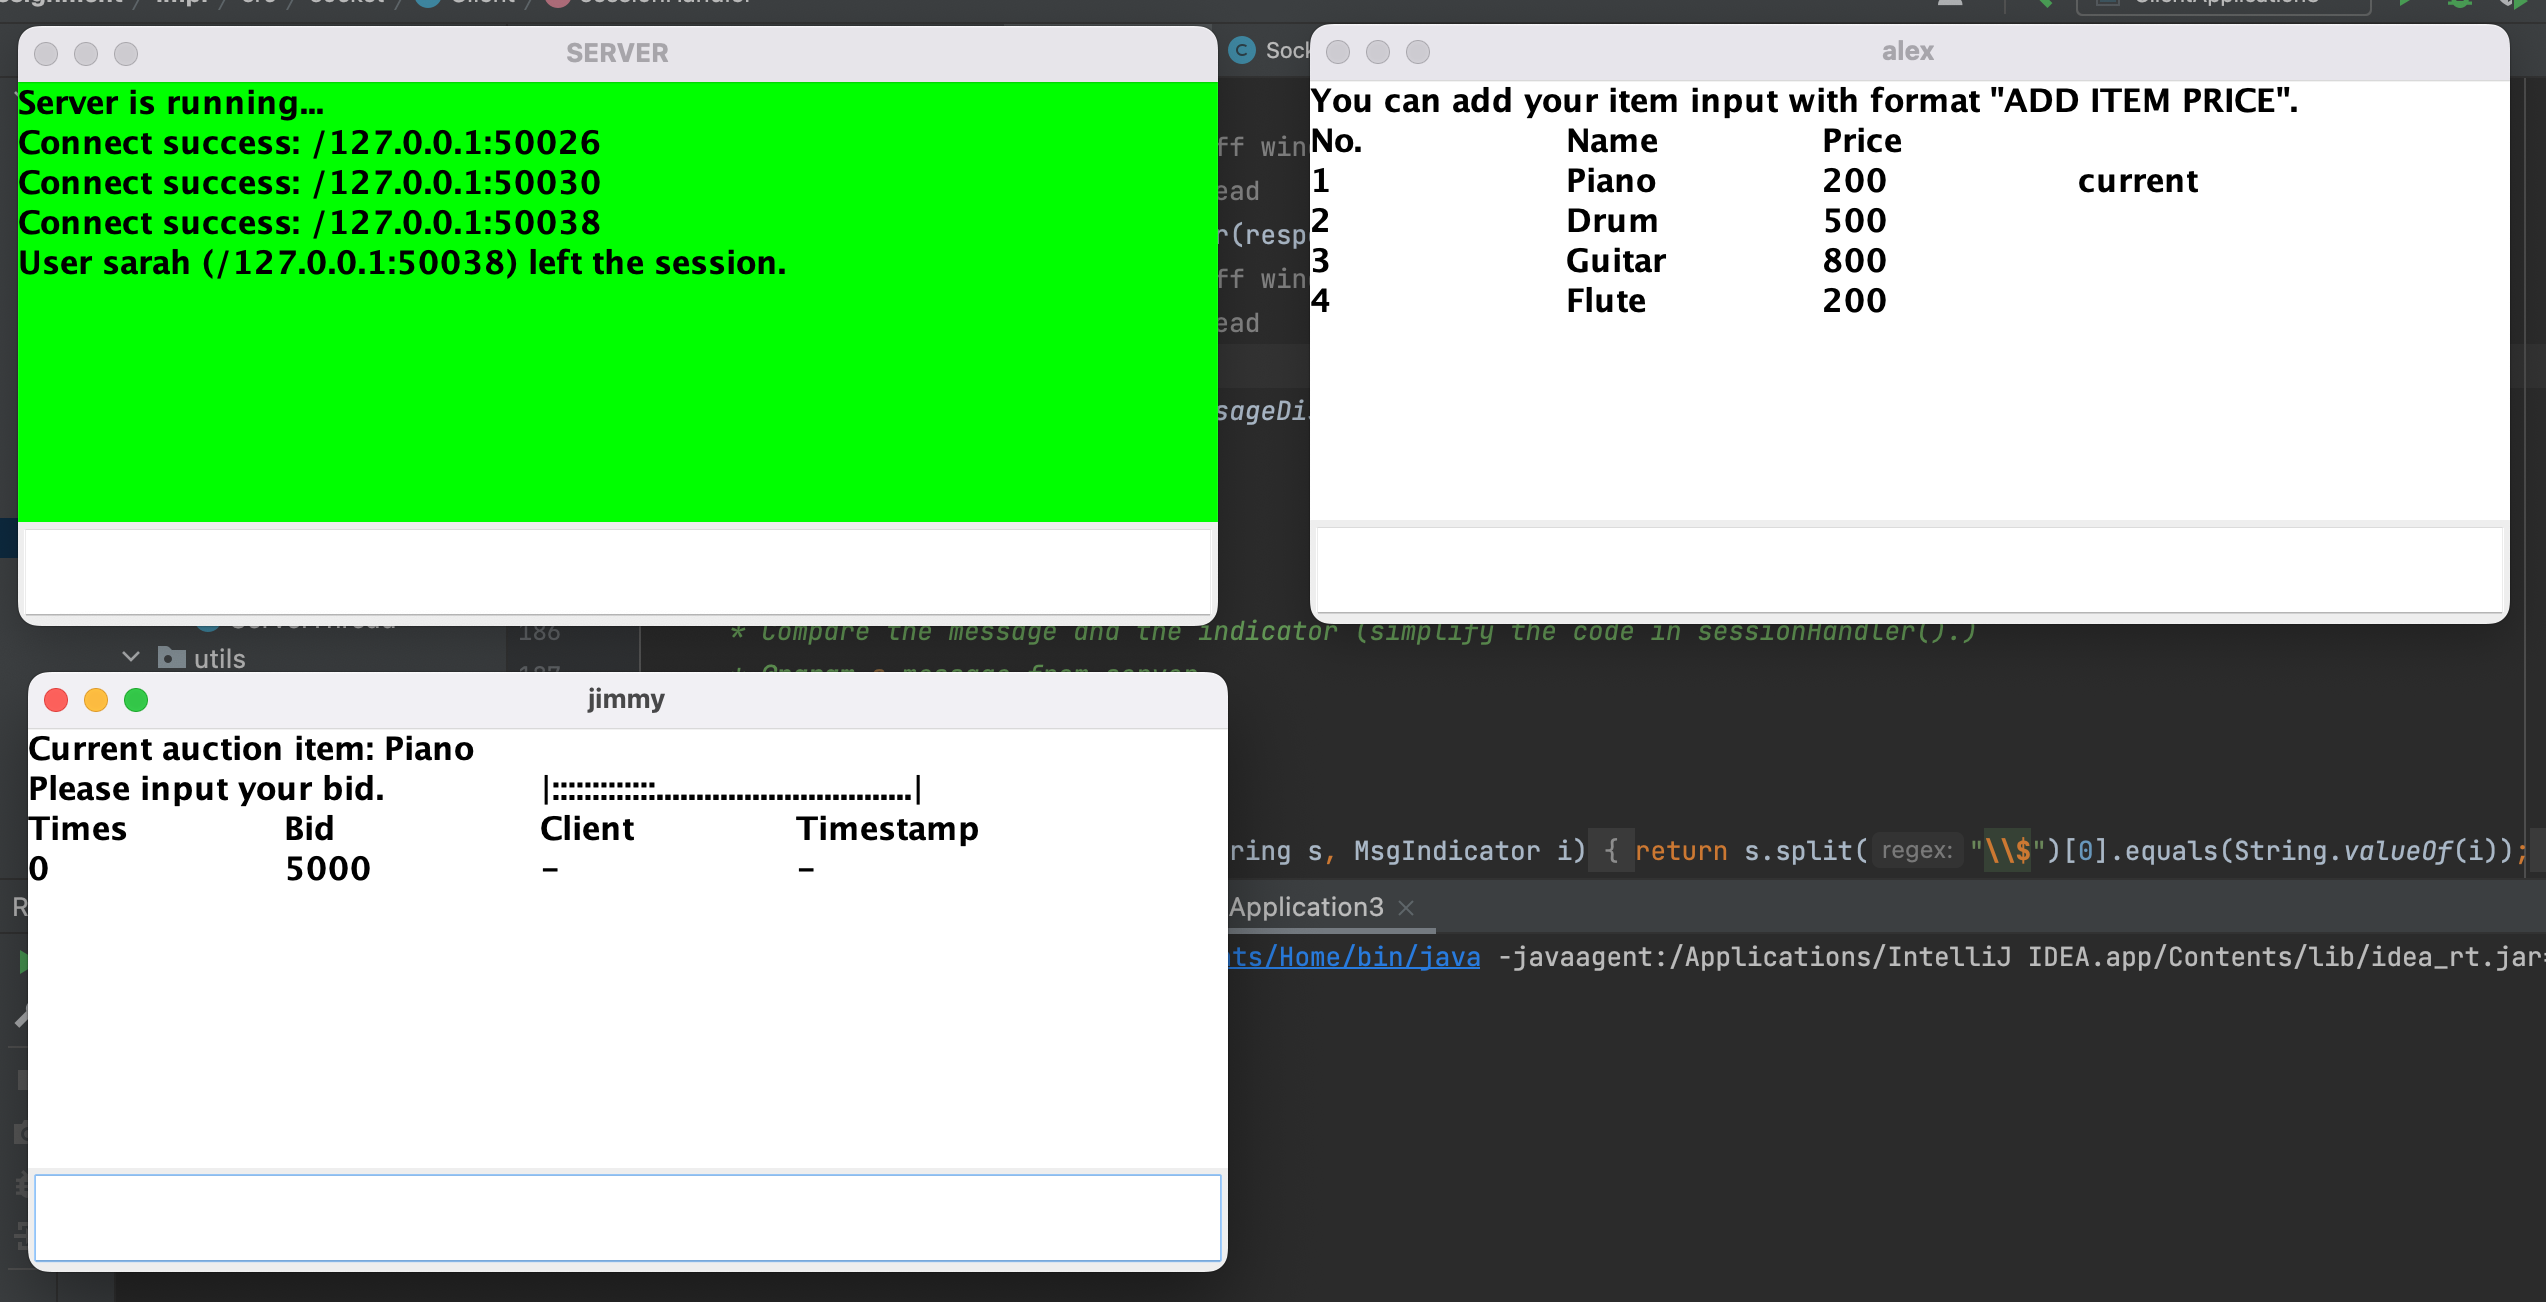 SERVER
Server is running...
Connect success: /127.0.0.1:50026
Connect success: /127.0.0.1:50030
Connect success: /127.0.0.1:50038
User sarah (/127.0.0.1:50038) left the session.
alex
You can add your item input with format "ADD ITEM PRICE".
No. Name Price
1 Piano 200 current
2 Drum 500
3 Guitar 800
4 Flute 200
ff win
ead
r(resp
ff win
ead
sageDi
186 * Compare the message and the indicator (simplify the code in sessionHandler().)
utils
jimmy
Current auction item: Piano
Please input your bid. |:::::::::::::................................|
Times Bid Client Timestamp
0 5000 – –
ring s, MsgIndicator i) { return s.split( regex: "\\$")[0].equals(String.valueOf(i));
Application3
ts/Home/bin/java -javaagent:/Applications/IntelliJ IDEA.app/Contents/lib/idea_rt.jar